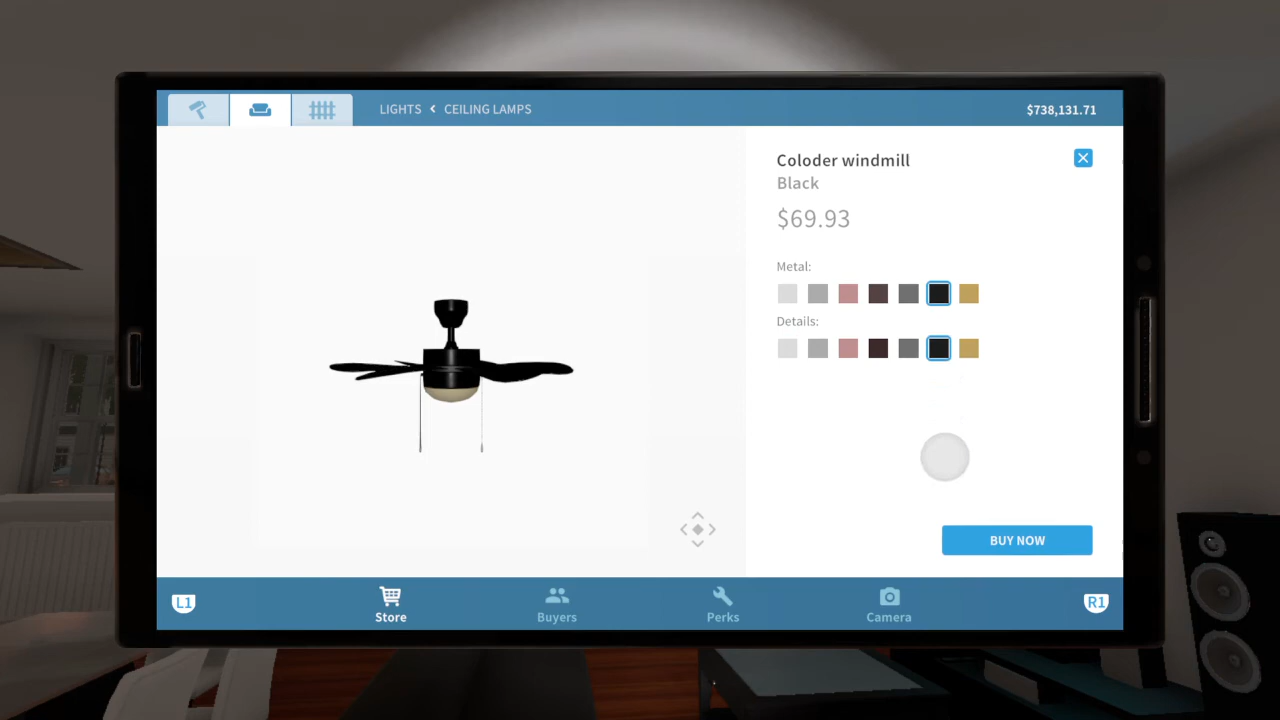 LIGHTS < CEILING LAMPS
$738,131.71
Coloder windmill
Black
$69.93
Metal:
Details:
BUY NOW
L1
Store
Buyers
Perks
Camera
R1